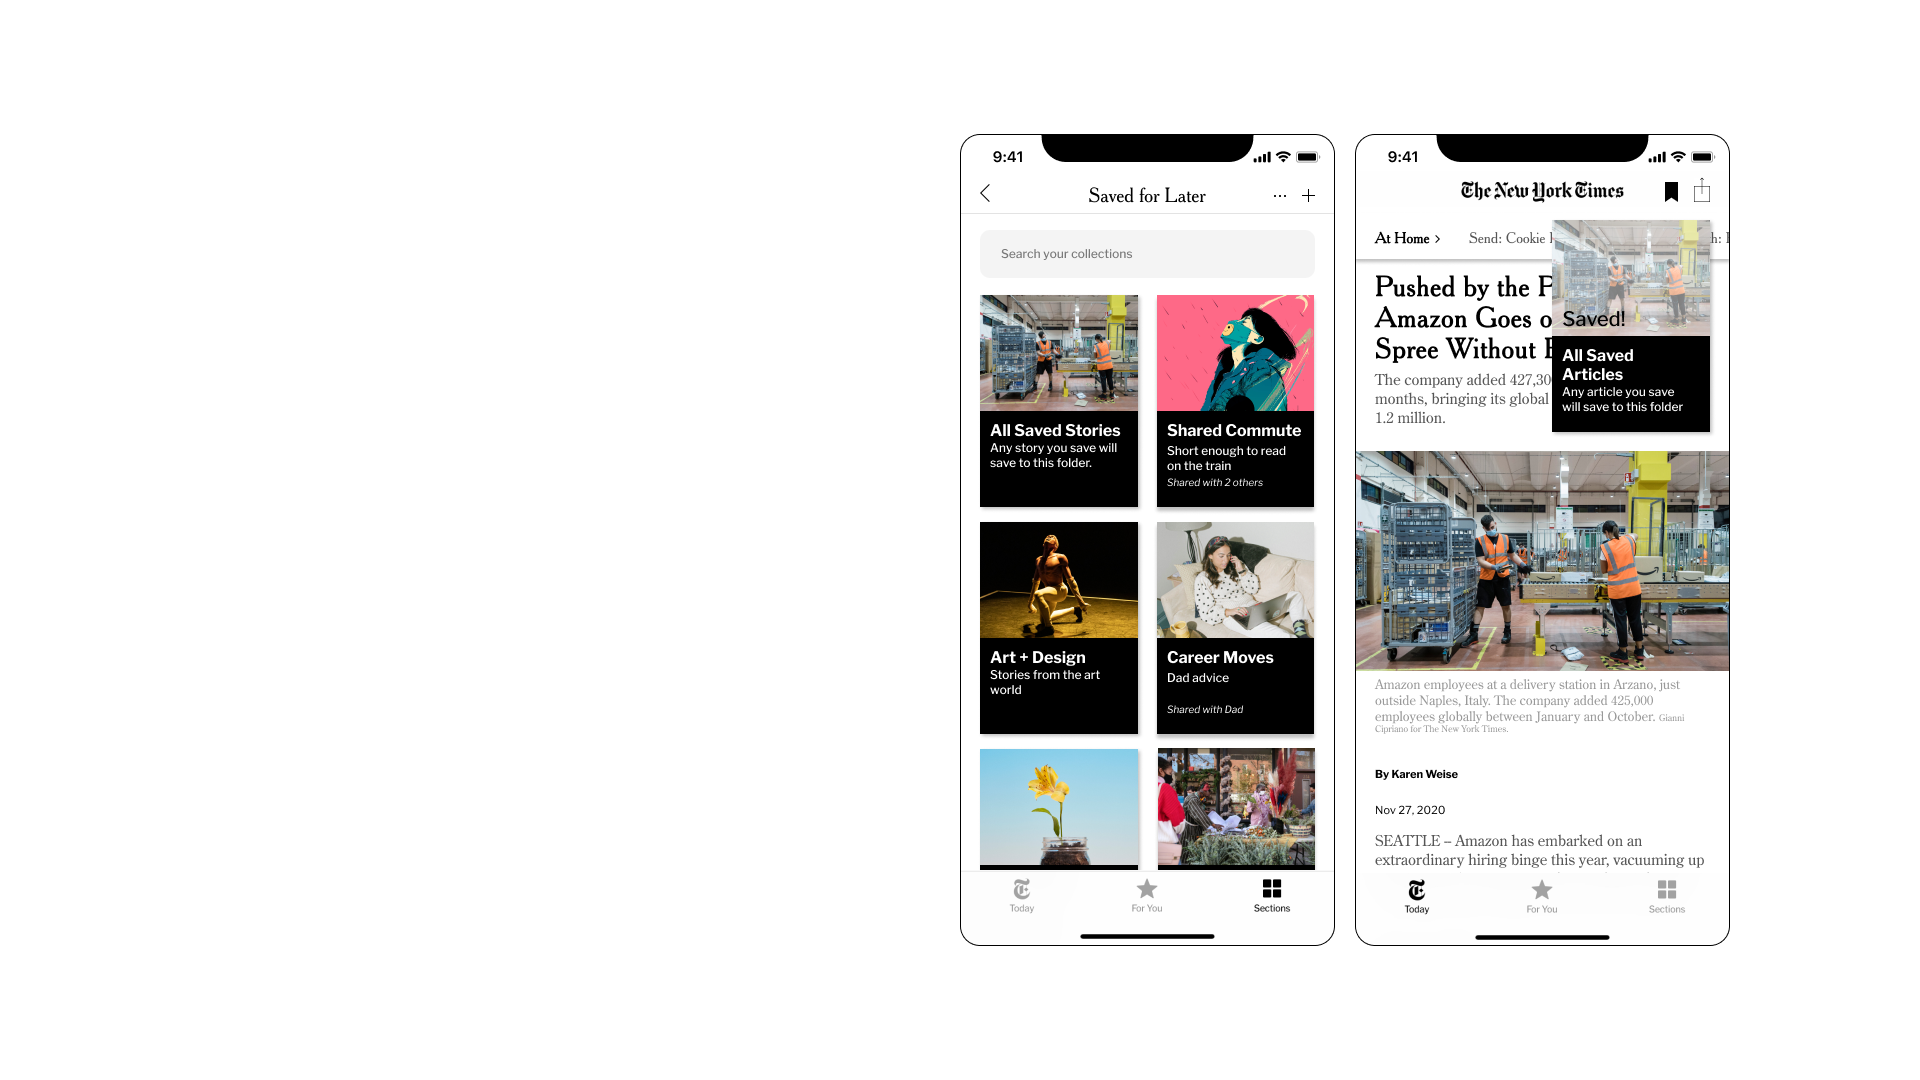 9:41
Saved for Later
Search your collections
All Saved Stories
Any story you save will
save to this folder.
Shared Commute
Short enough to read
on the train
Shared with 2 others
Art + Design
Stories from the art
world
Career Moves
Dad advice
Shared with Dad
Today
For You
Sections
9:41
The New York Times
At Home >
Send: Cookie
h:
Pushed by the P
Amazon Goes o
Spree Without
The company added 427,30
months, bringing its global
1.2 million.
Saved!
All Saved
Articles
Any article you save
will save to this folder
Amazon employees at a delivery station in Arzano, just
outside Naples, Italy. The company added 425,000
employees globally between January and October. Gianni
Cipriano for The New York Times.
By Karen Weise
Nov 27, 2020
SEATTLE – Amazon has embarked on an
extraordinary hiring binge this year, vacuuming up
Today
For You
Sections